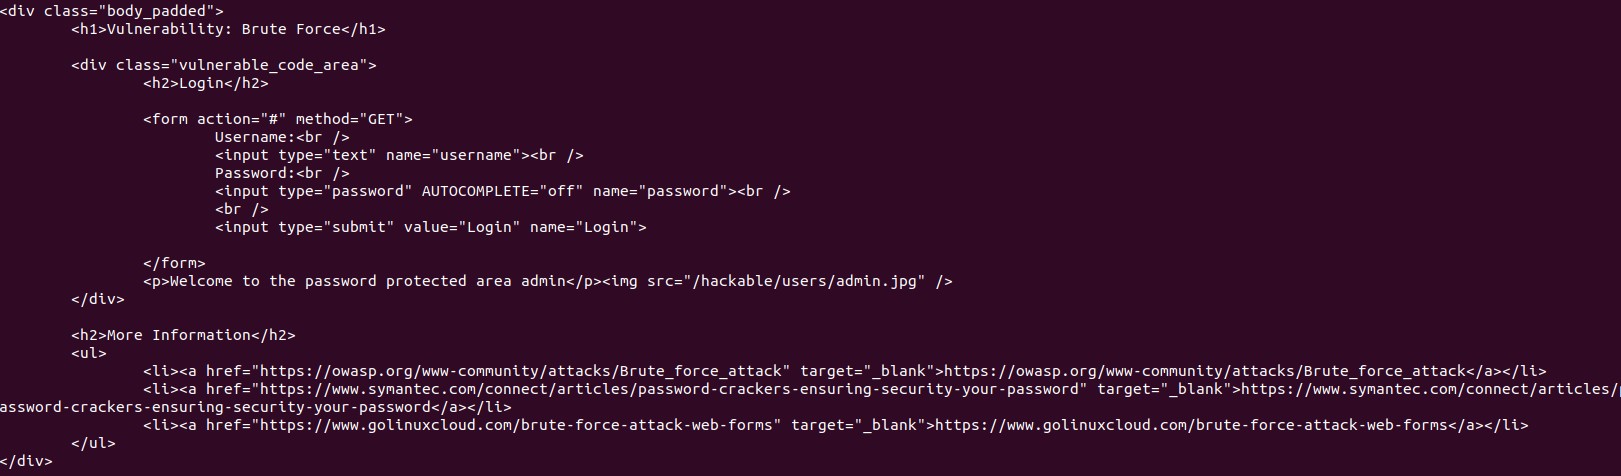 <div class="body_padded">
<h1>Vulnerability: Brute Force</h1>
<div class="vulnerable_code_area">
<h2>Login</h2>
<form action="#" method="GET">
Username:<br />
<input type="text" name="username"><br />
Password:<br />
<input type="password" AUTOCOMPLETE="off" name="password"><br />
<br />
<input type="submit" value="Login" name="Login">
</form>
<p>Welcome to the password protected area admin</p><img src="/hackable/users/admin.jpg" />
</div>
<h2>More Information</h2>
<ul>
<li><a href="https://owasp.org/www-community/attacks/Brute_force_attack" target="_blank">https://owasp.org/www-community/attacks/Brute_force_attack</a></li>
<li><a href="https://www.symantec.com/connect/articles/password-crackers-ensuring-security-your-password" target="_blank">https://www.symantec.com/connect/articles/p
assword-crackers-ensuring-security-your-password</a></li>
<li><a href="https://www.golinuxcloud.com/brute-force-attack-web-forms" target="_blank">https://www.golinuxcloud.com/brute-force-attack-web-forms</a></li>
</ul>
</div>